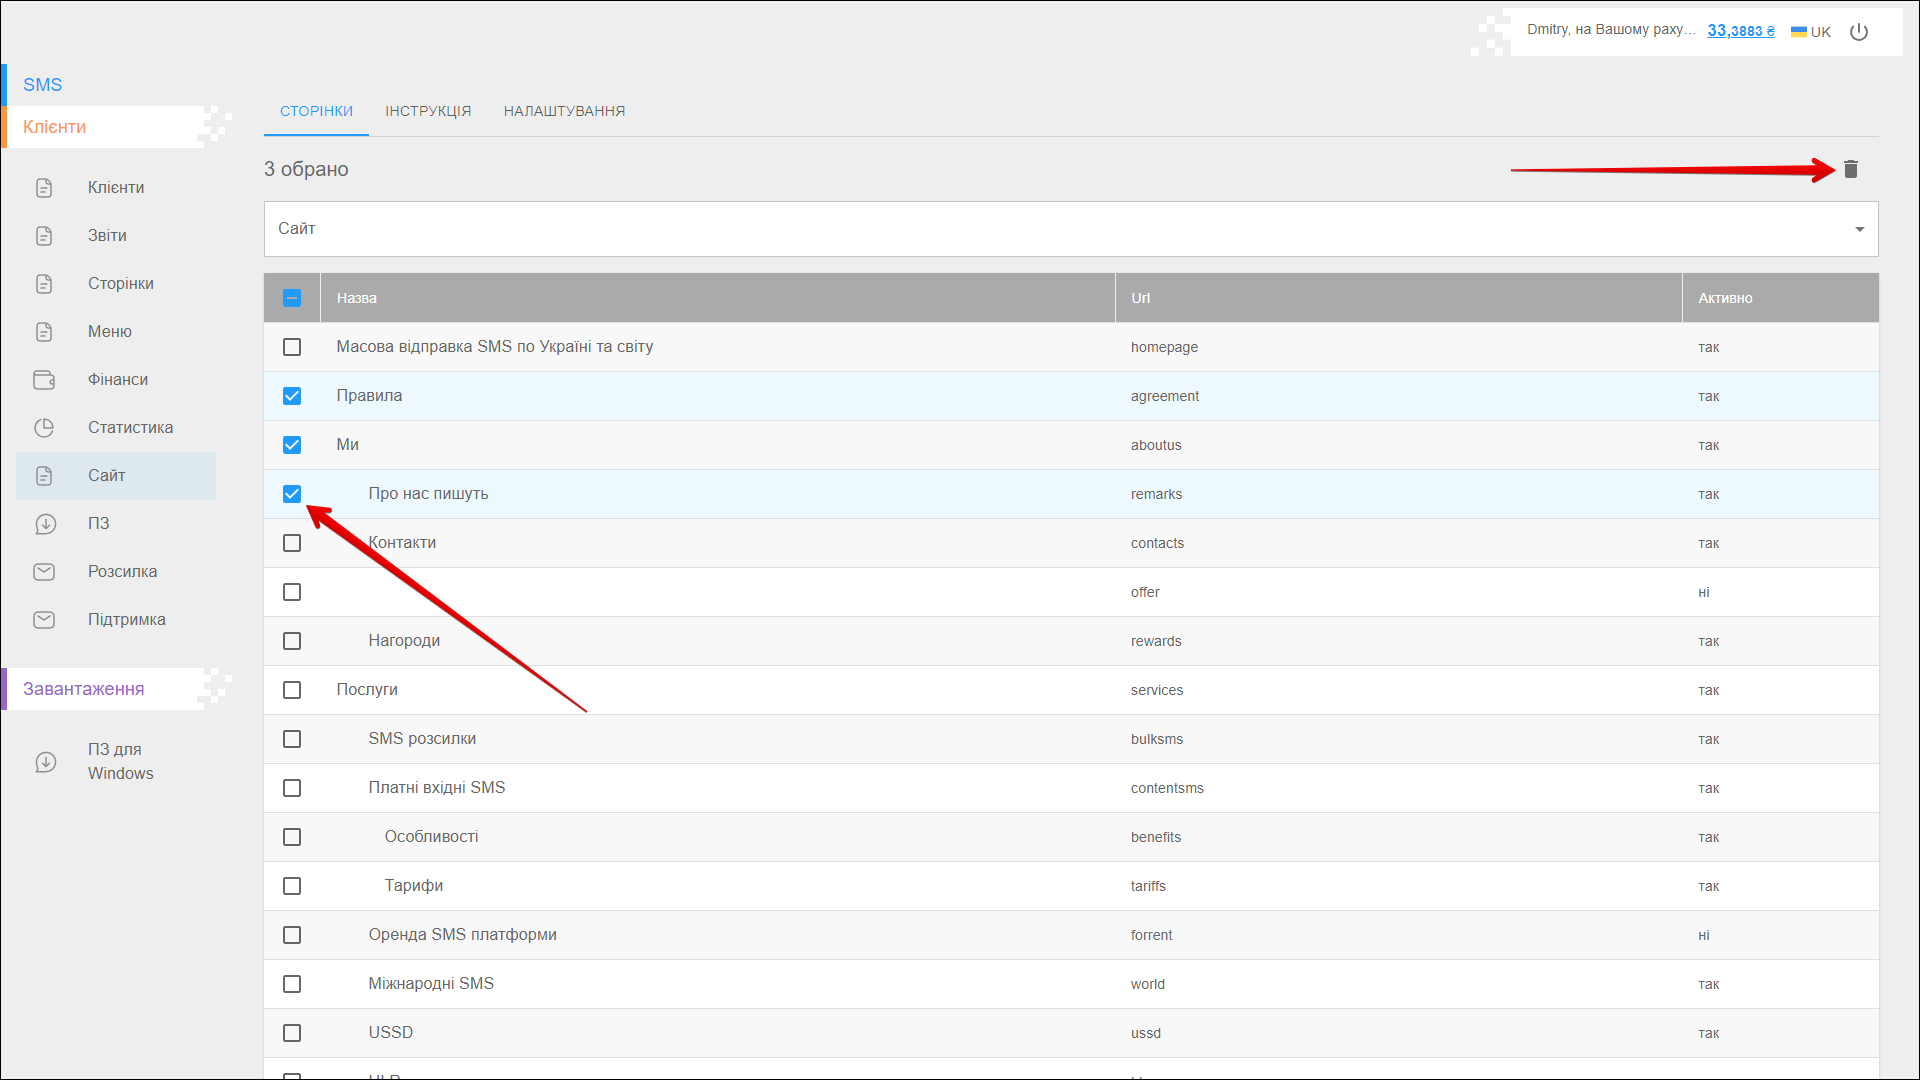 Dmitry, на Вашому раху... 33,3883 ₴ UK
SMS
Клієнти
Клієнти
Звіти
Сторінки
Меню
Фінанси
Статистика
Сайт
ПЗ
Розсилка
Підтримка
Завантаження
ПЗ для
Windows
СТОРІНКИ ІНСТРУКЦІЯ НАЛАШТУВАННЯ
3 обрано
Сайт
Назва Url Активно
Масова відправка SMS по Україні та світу homepage так
Правила agreement так
Ми aboutus так
Про нас пишуть remarks так
Контакти contacts так
offer ні
Нагороди rewards так
Послуги services так
SMS розсилки bulksms так
Платні вхідні SMS contentsms так
Особливості benefits так
Тарифи tariffs так
Оренда SMS платформи forrent ні
Міжнародні SMS world так
USSD ussd так